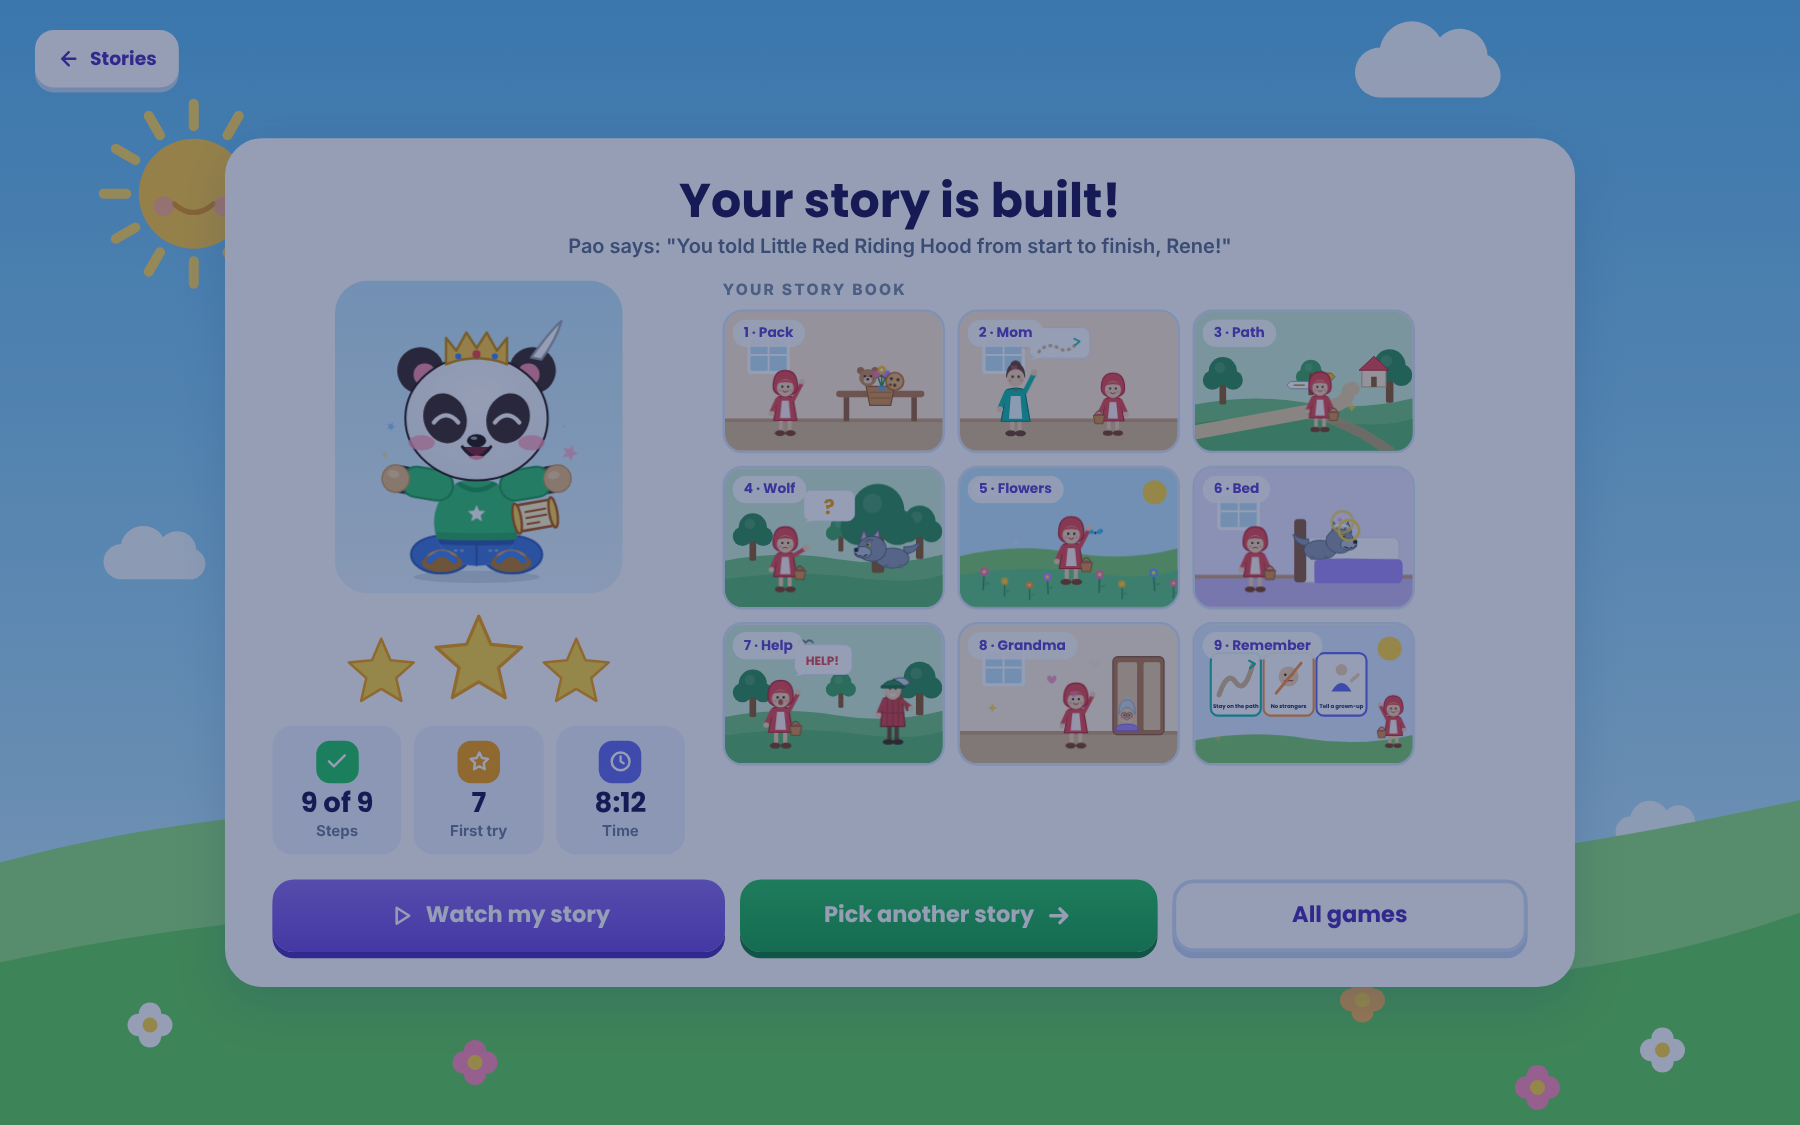 Stories
Your story is built!
Pao says: "You told Little Red Riding Hood from start to finish, Rene!"
YOUR STORY BOOK
1 · Pack
2 · Mom
3 · Path
4 · Wolf
?
5 · Flowers
6 · Bed
7 · Help
HELP!
8 · Grandma
9 · Remember
Stay on the path
No strangers
Tell a grown-up
9 of 9
Steps
7
First try
8:12
Time
Watch my story
Pick another story
All games